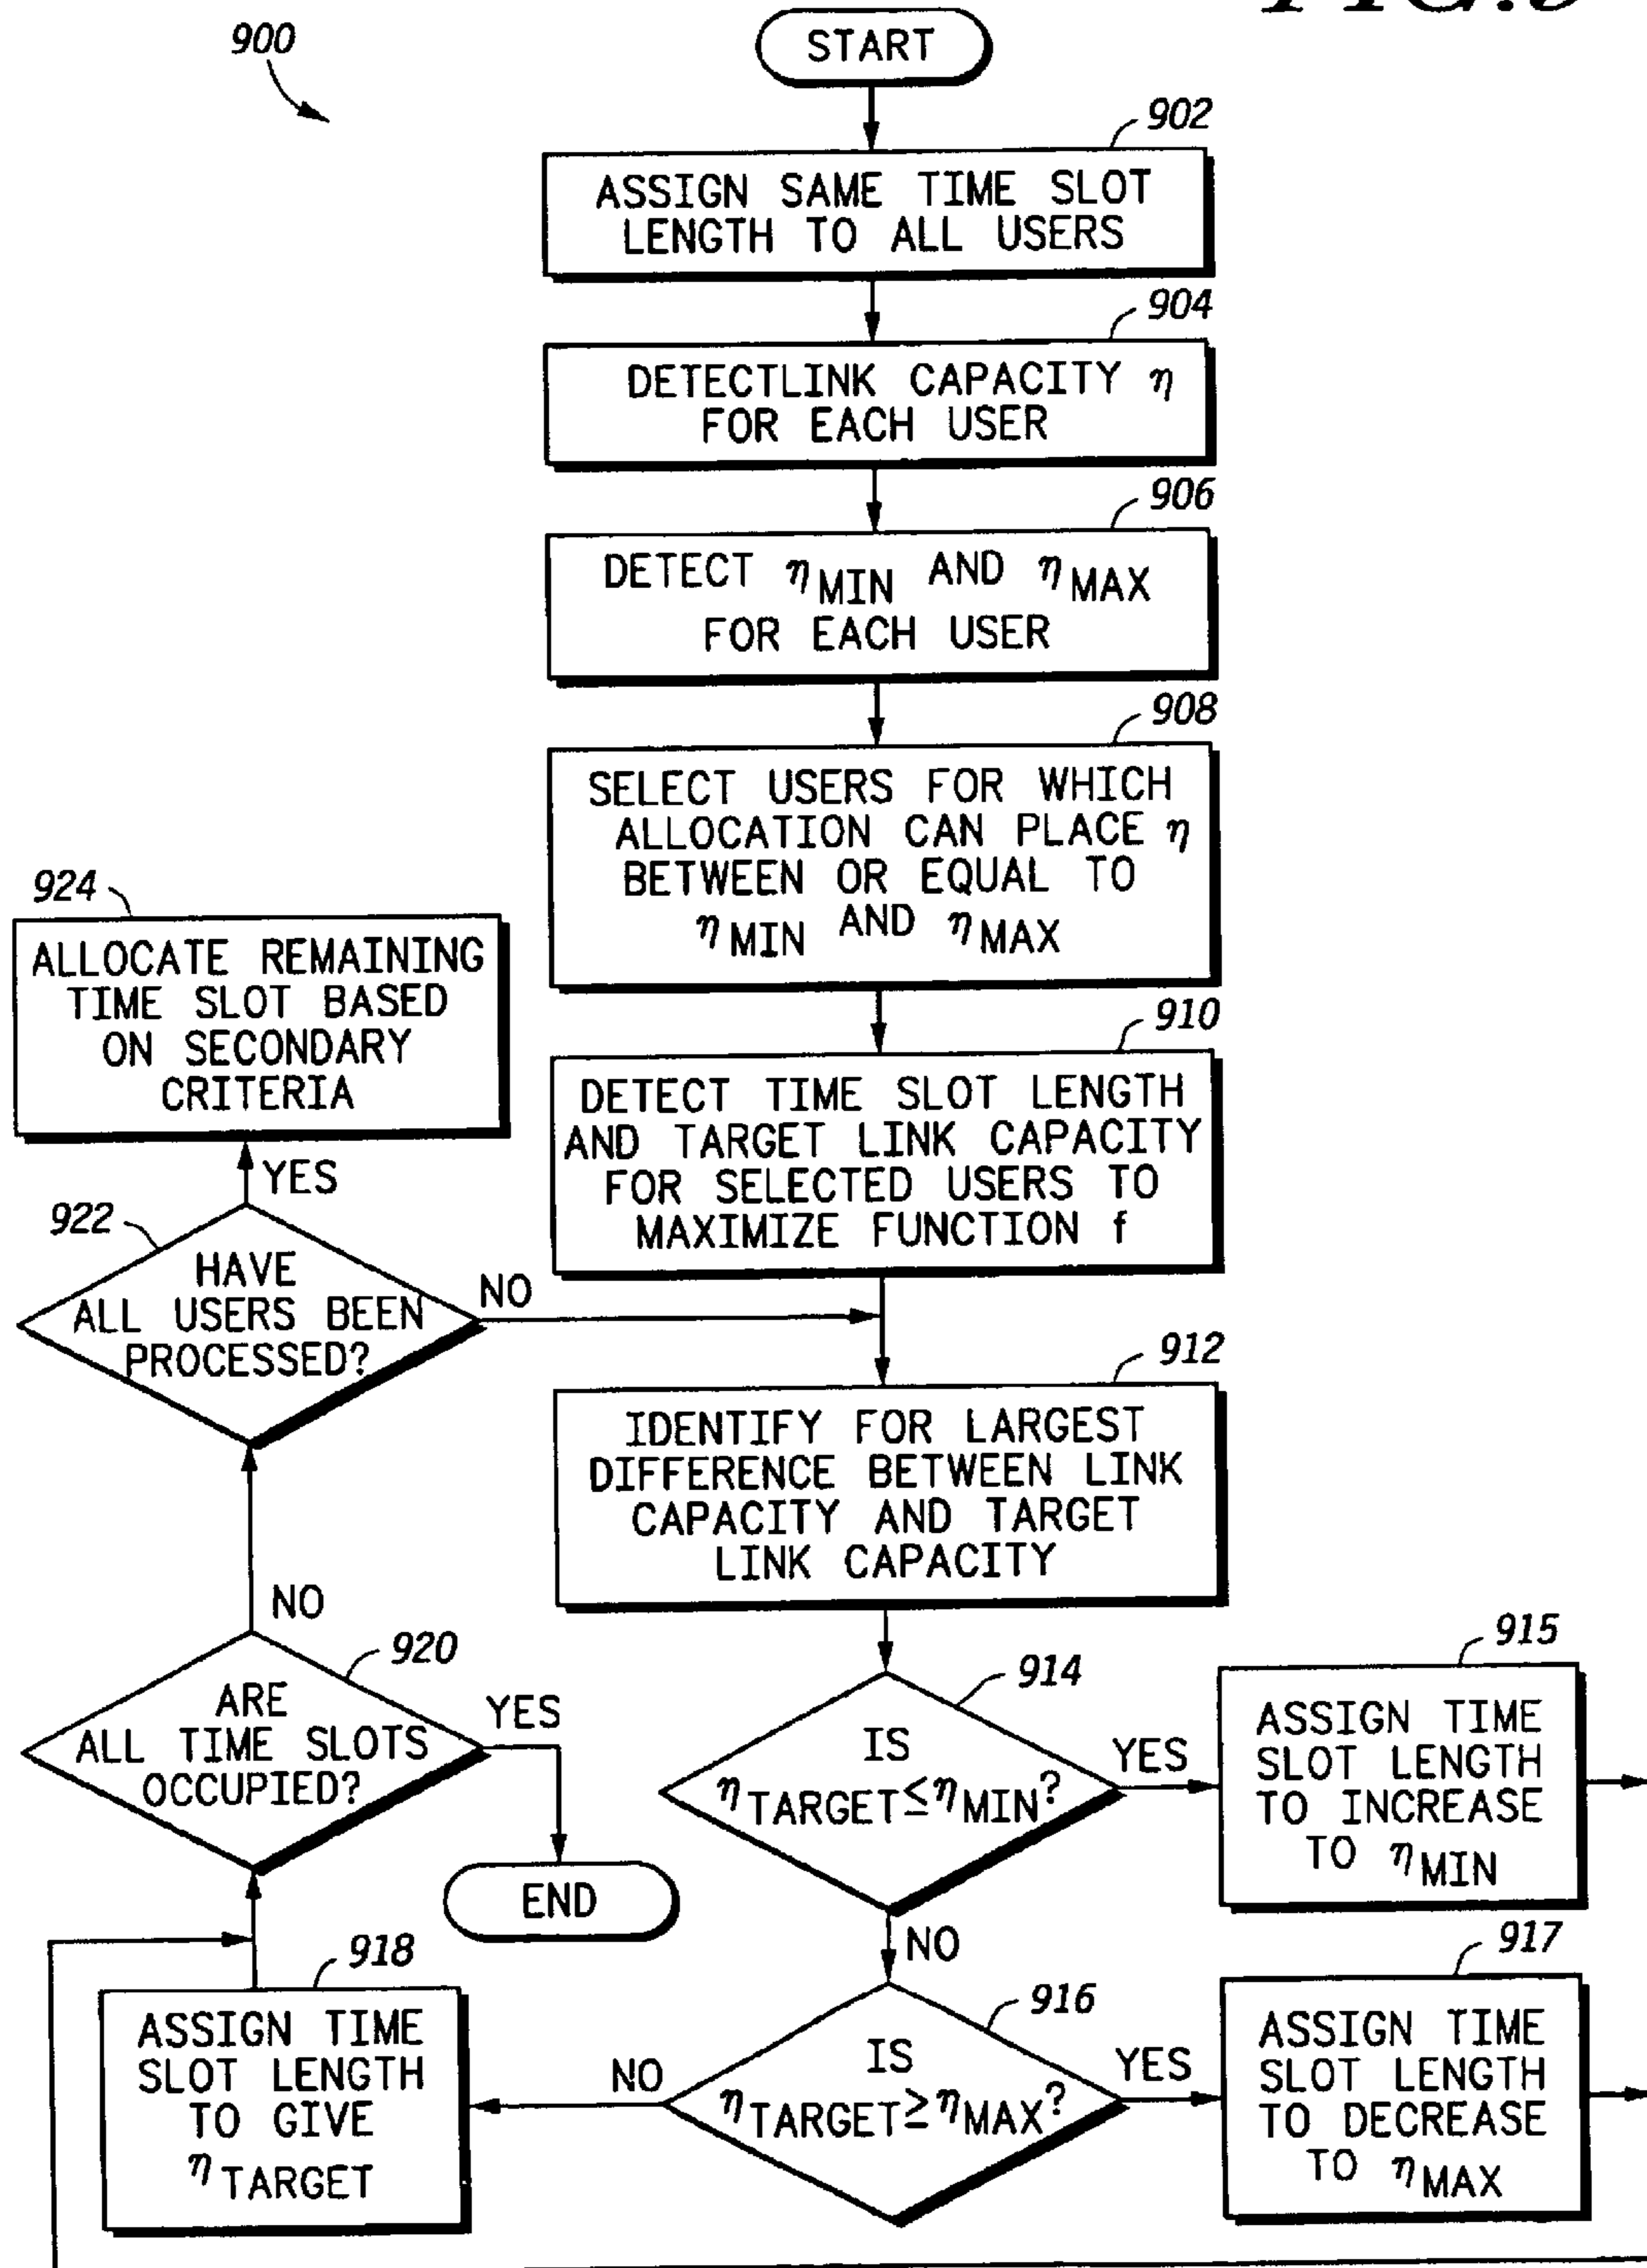 FIG.9
900
START
902
ASSIGN SAME TIME SLOT
LENGTH TO ALL USERS
904
DETECTLINK CAPACITY η
FOR EACH USER
906
DETECT ηMIN AND ηMAX
FOR EACH USER
908
SELECT USERS FOR WHICH
ALLOCATION CAN PLACE η
BETWEEN OR EQUAL TO
ηMIN AND ηMAX
910
DETECT TIME SLOT LENGTH
AND TARGET LINK CAPACITY
FOR SELECTED USERS TO
MAXIMIZE FUNCTION f
912
IDENTIFY FOR LARGEST
DIFFERENCE BETWEEN LINK
CAPACITY AND TARGET
LINK CAPACITY
914
IS
ηTARGET≤ηMIN?
YES
NO
915
ASSIGN TIME
SLOT LENGTH
TO INCREASE
TO ηMIN
916
IS
ηTARGET≥ηMAX?
YES
NO
917
ASSIGN TIME
SLOT LENGTH
TO DECREASE
TO ηMAX
918
ASSIGN TIME
SLOT LENGTH
TO GIVE
ηTARGET
920
ARE
ALL TIME SLOTS
OCCUPIED?
YES
END
NO
922
HAVE
ALL USERS BEEN
PROCESSED?
NO
YES
924
ALLOCATE REMAINING
TIME SLOT BASED
ON SECONDARY
CRITERIA